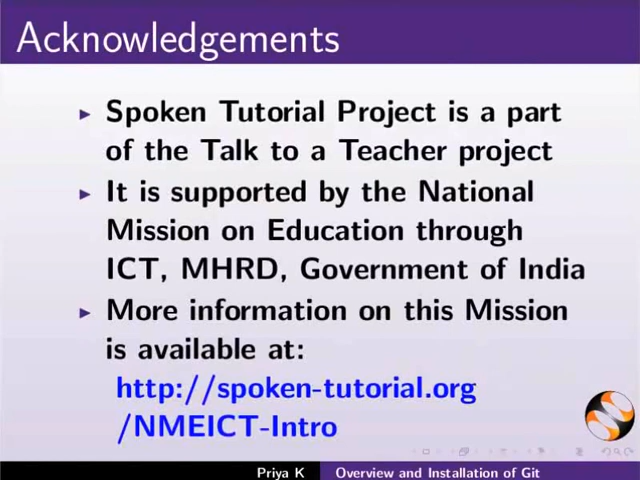 Acknowledgements
Spoken Tutorial Project is a part
of the Talk to a Teacher project
It is supported by the National
Mission on Education through
ICT, MHRD, Government of India
More information on this Mission
is available at:
http://spoken-tutorial.org
/NMEICT-Intro
Priya K Overview and Installation of Git